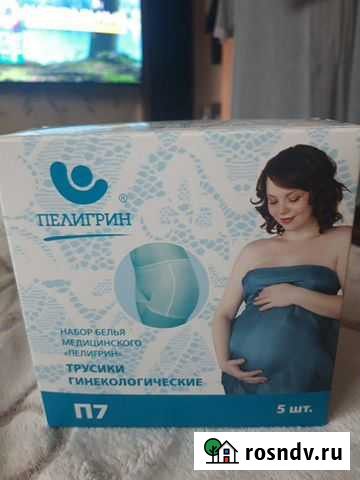 ®
ПЕЛИГРИН
НАБОР БЕЛЬЯ
МЕДИЦИНСКОГО
«ПЕЛИГРИН»
ТРУСИКИ
ГИНЕКОЛОГИЧЕСКИЕ
П7
5 шт.
rosndv.ru